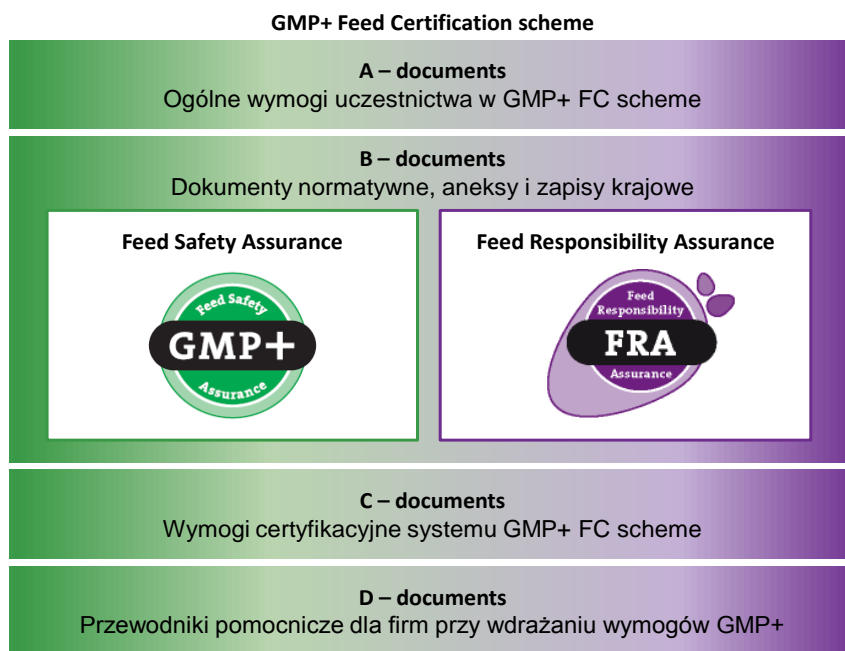 GMP+ Feed Certification scheme
A – documents
Ogólne wymogi uczestnictwa w GMP+ FC scheme
B – documents
Dokumenty normatywne, aneksy i zapisy krajowe
Feed Safety Assurance
Feed Safety
GMP+
Assurance
Feed Responsibility Assurance
Feed
Responsibility
FRA
Assurance
C – documents
Wymogi certyfikacyjne systemu GMP+ FC scheme
D – documents
Przewodniki pomocnicze dla firm przy wdrażaniu wymogów GMP+